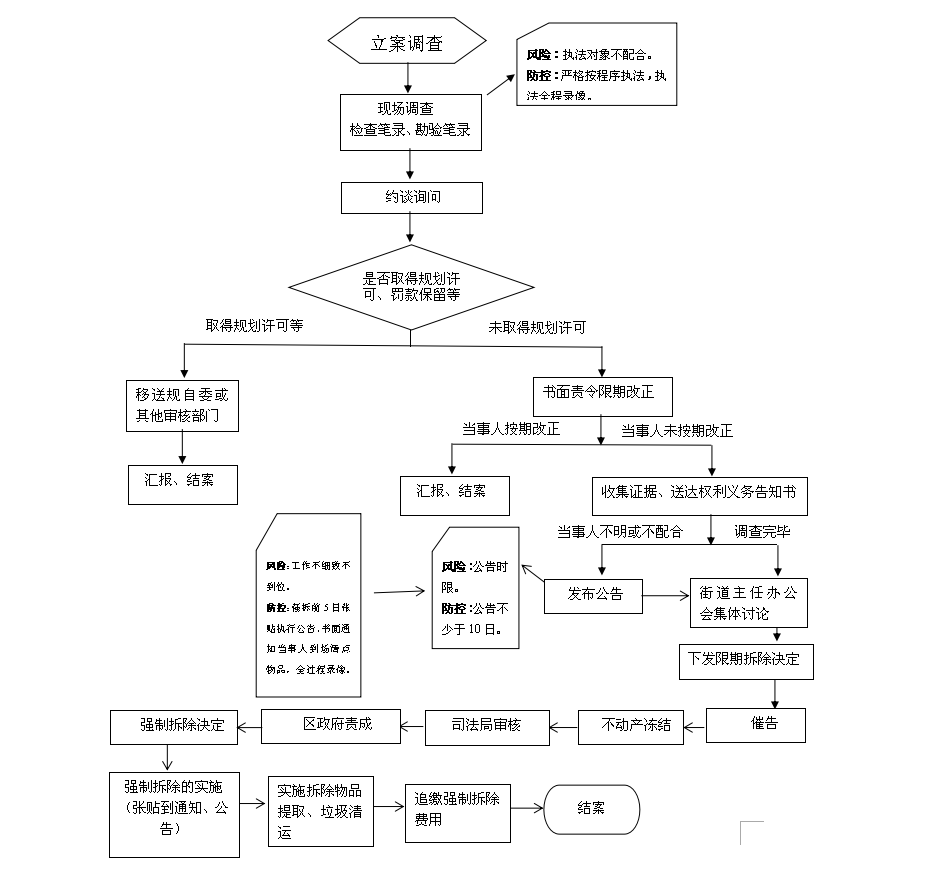 立案调查
风险：执法对象不配合。
防控：严格按程序执法，执
法全程录像。
现场调查
检查笔录、勘验笔录
约谈询问
是否取得规划许
可、罚款保留等
取得规划许可等
未取得规划许可
移送规自委或
其他审核部门
书面责令限期改正
当事人按期改正
当事人未按期改正
汇报、结案
汇报、结案
收集证据、送达权利义务告知书
当事人不明或不配合
调查完毕
风险：工作不细致不
到位。
防控：强拆前5日张
贴执行公告，书面通
知当事人到场清点
物品，全过程录像。
风险：公告时
限。
防控：公告不
少于10日。
发布公告
街道主任办公
会集体讨论
下发限期拆除决定
强制拆除决定
区政府责成
司法局审核
不动产冻结
催告
强制拆除的实施
（张贴到通知、公
告）
实施拆除物品
提取、垃圾清
运
追缴强制拆除
费用
结案